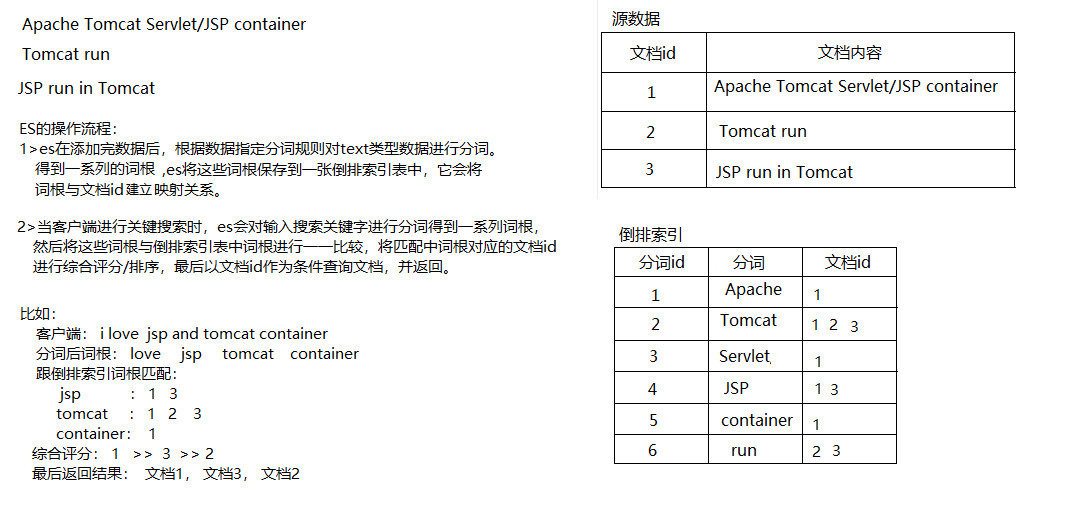 Apache Tomcat Servlet/JSP container
Tomcat run
JSP run in Tomcat
ES的操作流程：
1>es在添加完数据后，根据数据指定分词规则对text类型数据进行分词。
得到一系列的词根 ,es将这些词根保存到一张倒排索引表中，它会将
词根与文档id建立映射关系。
2>当客户端进行关键搜索时，es会对输入搜索关键字进行分词得到一系列词根，
然后将这些词根与倒排索引表中词根进行一一比较，将匹配中词根对应的文档id
进行综合评分/排序，最后以文档id作为条件查询文档，并返回。
比如：
客户端： i love jsp and tomcat container
分词后词根： love jsp tomcat container
跟倒排索引词根匹配：
jsp ： 1 3
tomcat ： 1 2 3
container： 1
综合评分： 1 >> 3 >> 2
最后返回结果： 文档1， 文档3， 文档2
源数据
文档id 文档内容
1 Apache Tomcat Servlet/JSP container
2 Tomcat run
3 JSP run in Tomcat
倒排索引
分词id 分词 文档id
1 Apache 1
2 Tomcat 1 2 3
3 Servlet 1
4 JSP 1 3
5 container 1
6 run 2 3